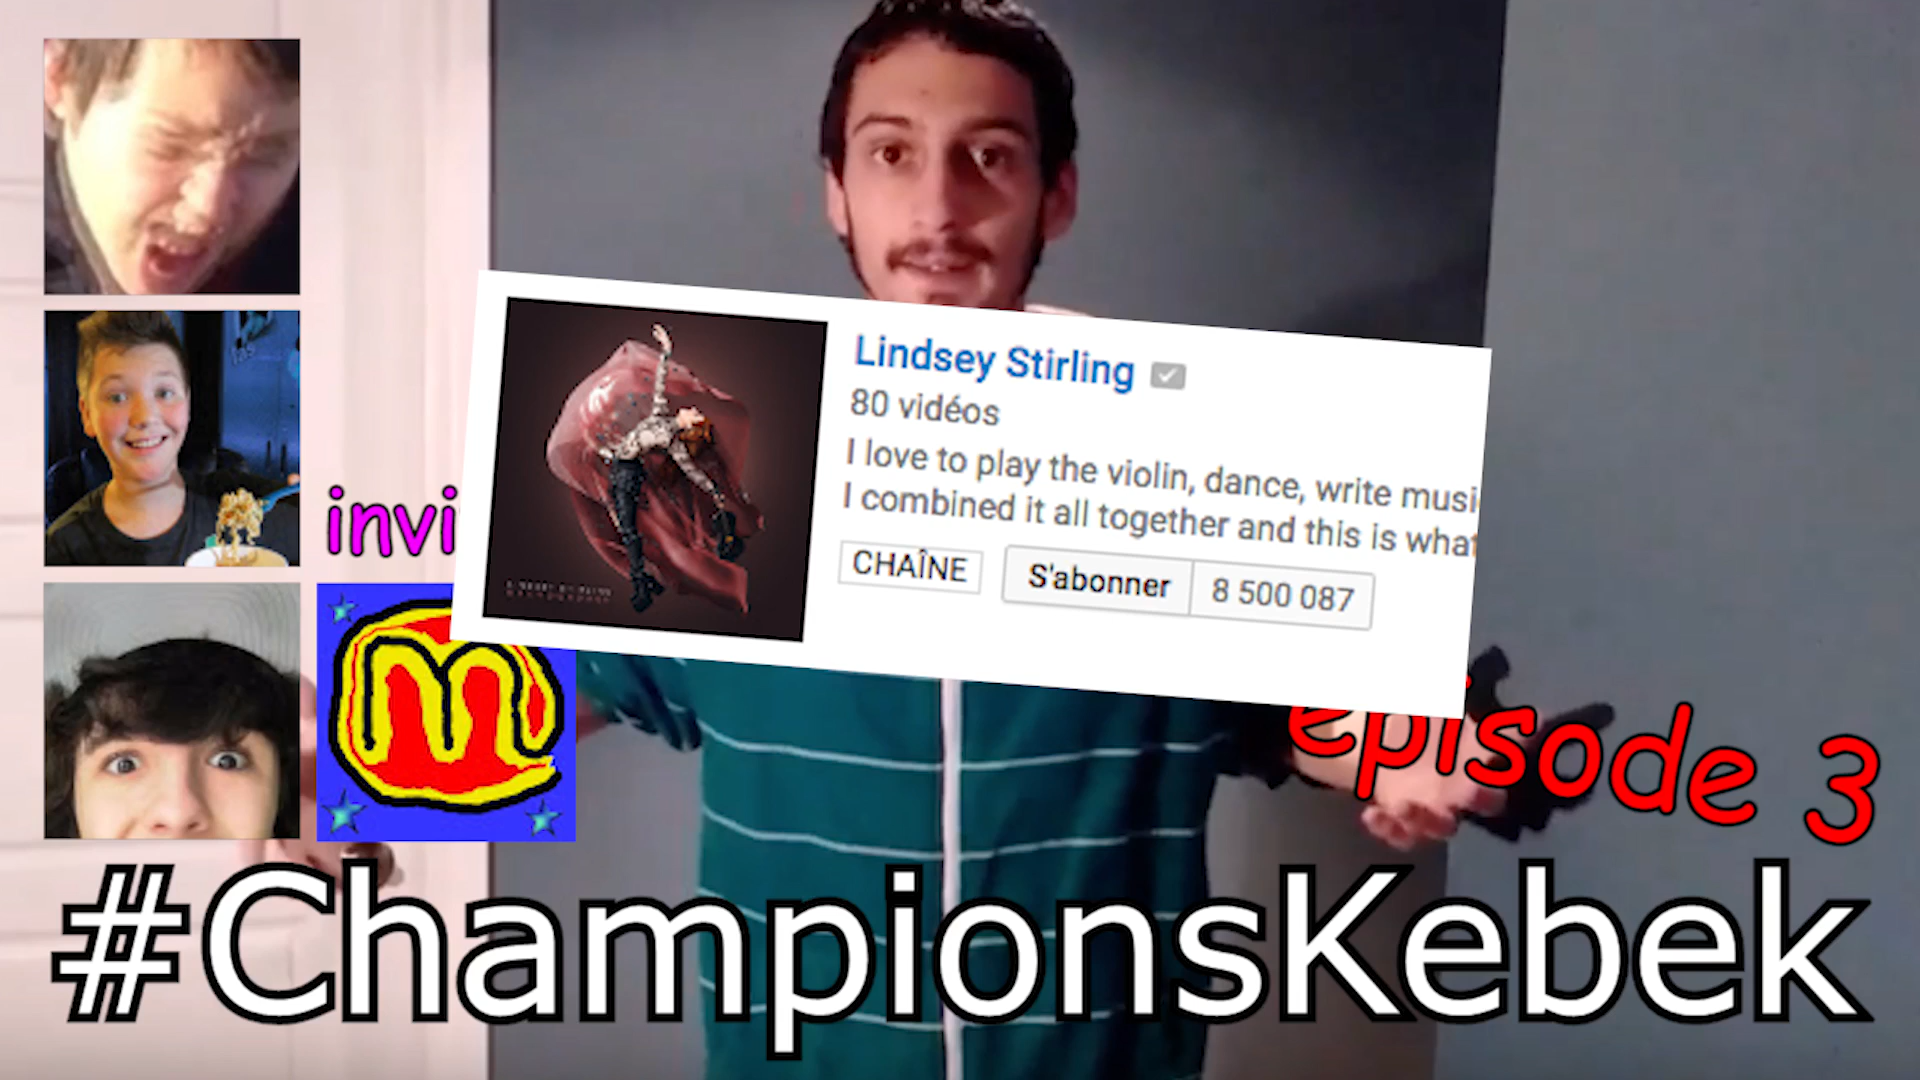 Lindsey Stirling
80 vidéos
I love to play the violin, dance, write musi
I combined it all together and this is what
CHAÎNE S'abonner 8 500 087
invi
m
episode 3
#ChampionsKebek